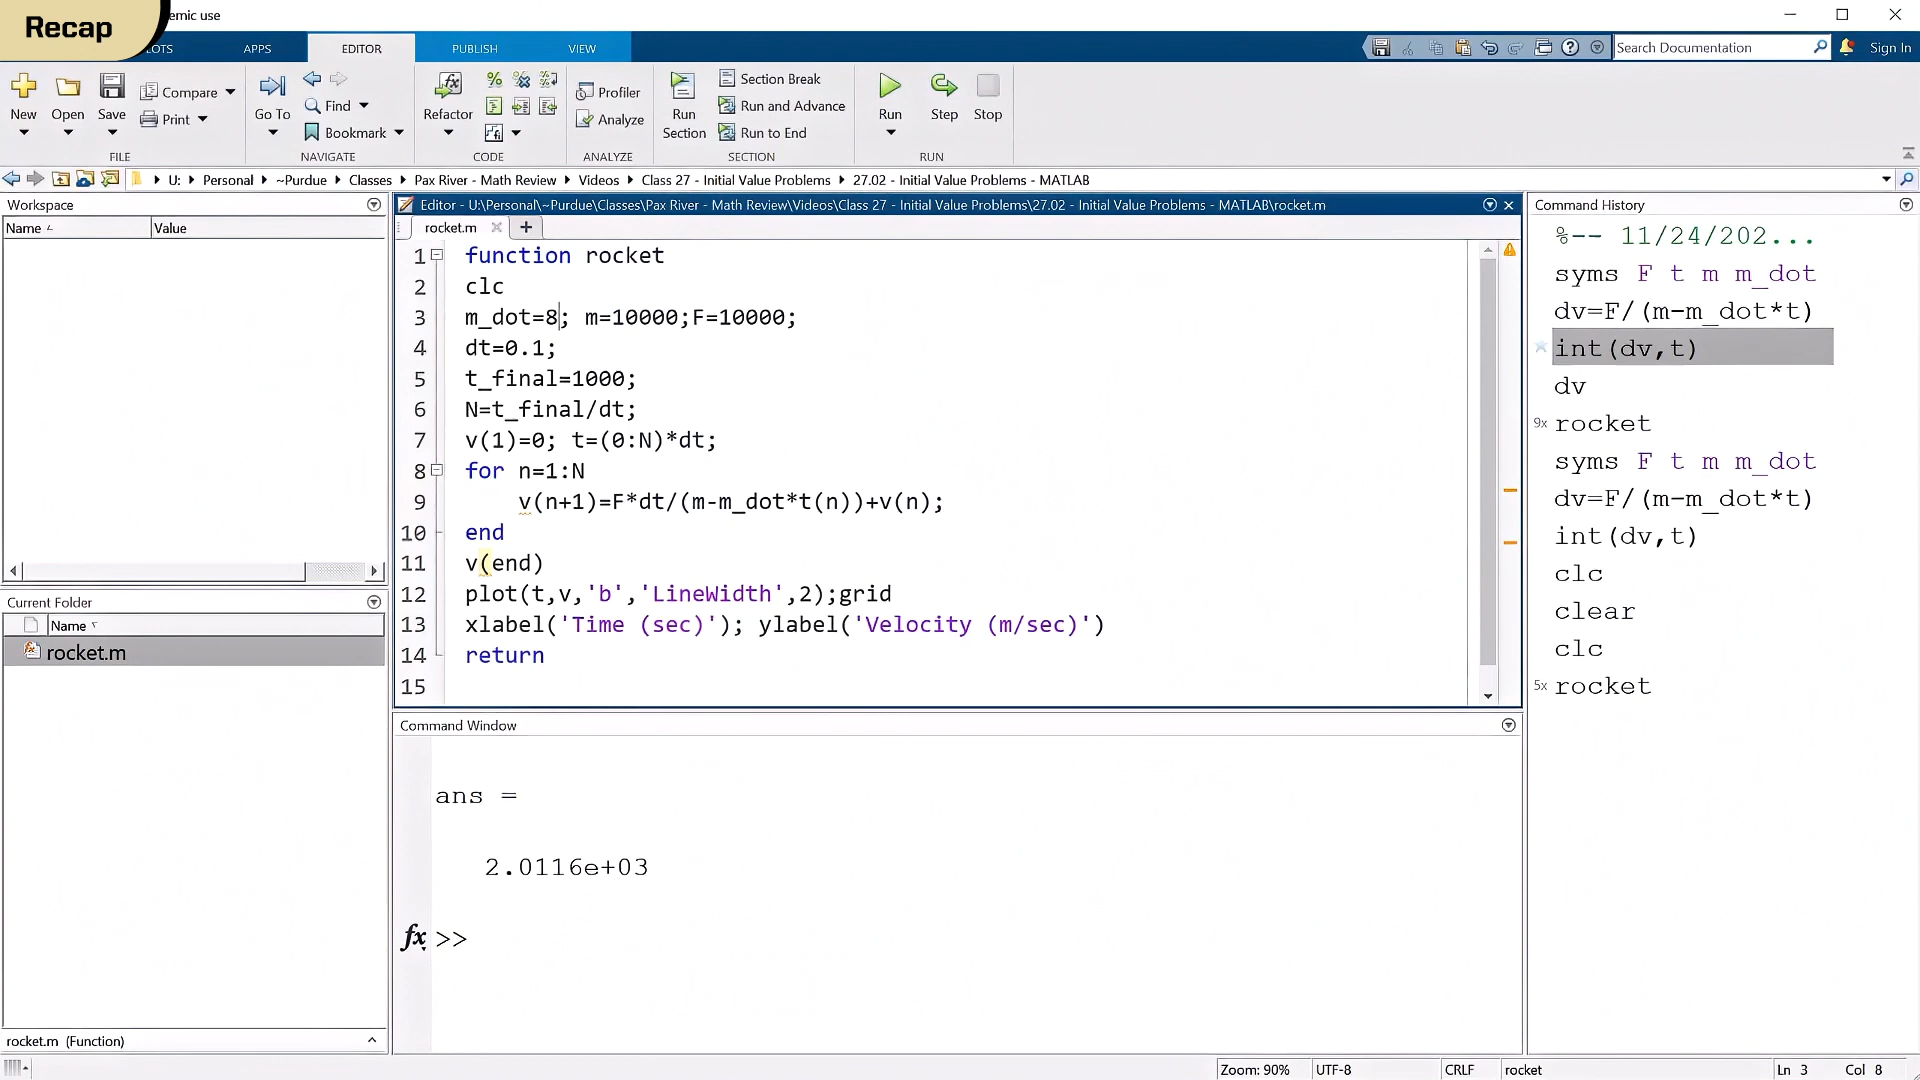 Recap
emic use
LOTS
APPS
EDITOR
PUBLISH
VIEW
Search Documentation
Sign In
New
Open
Save
Compare
Print
FILE
Go To
Find
Bookmark
NAVIGATE
Refactor
CODE
Profiler
Analyze
ANALYZE
Run
Section
Section Break
Run and Advance
Run to End
SECTION
Run
Step
Stop
RUN
U: Personal ~Purdue Classes Pax River - Math Review Videos Class 27 - Initial Value Problems 27.02 - Initial Value Problems - MATLAB
Workspace
Name Value
Current Folder
Name
rocket.m
rocket.m (Function)
Editor - U:\Personal\~Purdue\Classes\Pax River - Math Review\Videos\Class 27 - Initial Value Problems\27.02 - Initial Value Problems - MATLAB\rocket.m
rocket.m
1 function rocket
2 clc
3 m_dot=8; m=10000;F=10000;
4 dt=0.1;
5 t_final=1000;
6 N=t_final/dt;
7 v(1)=0; t=(0:N)*dt;
8 for n=1:N
9 v(n+1)=F*dt/(m-m_dot*t(n))+v(n);
10 end
11 v(end)
12 plot(t,v,'b','LineWidth',2);grid
13 xlabel('Time (sec)'); ylabel('Velocity (m/sec)')
14 return
15
Command Window
ans =
2.0116e+03
fx >>
Command History
%-- 11/24/202...
syms F t m m_dot
dv=F/(m-m_dot*t)
int(dv,t)
dv
9x rocket
syms F t m m_dot
dv=F/(m-m_dot*t)
int(dv,t)
clc
clear
clc
5x rocket
Zoom: 90% UTF-8 CRLF rocket Ln 3 Col 8